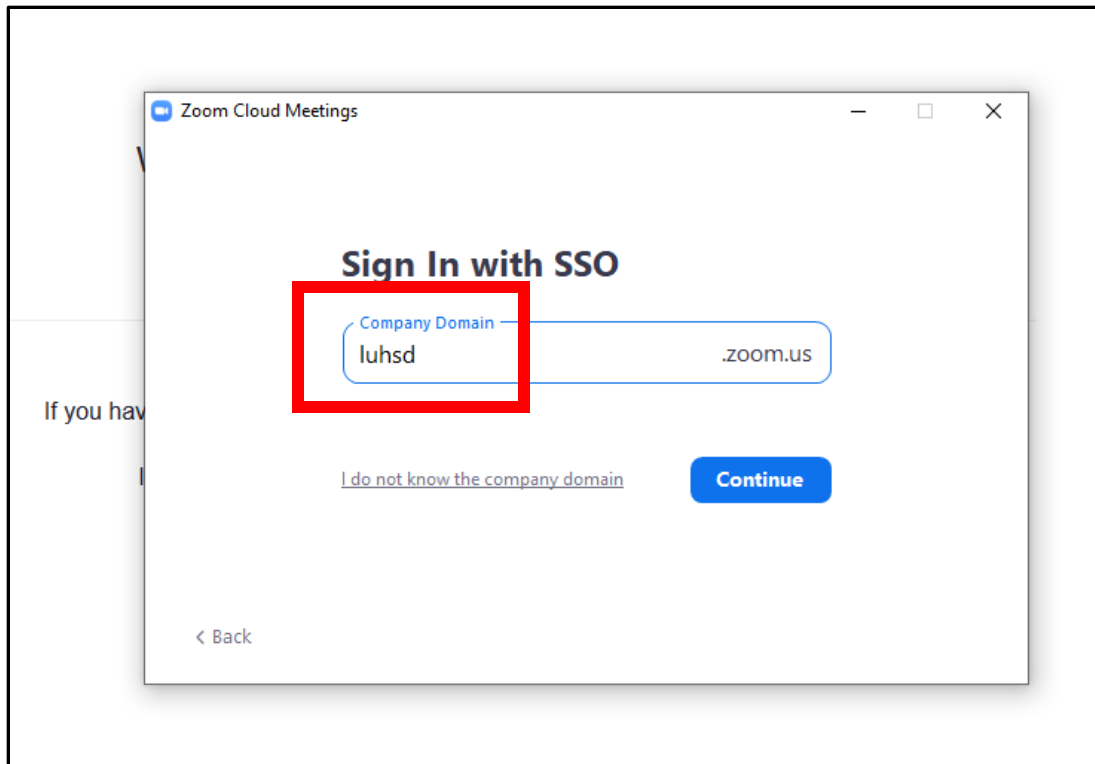 Zoom Cloud Meetings
Sign In with SSO
Company Domain
luhsd .zoom.us
If you hav
I do not know the company domain
Continue
< Back